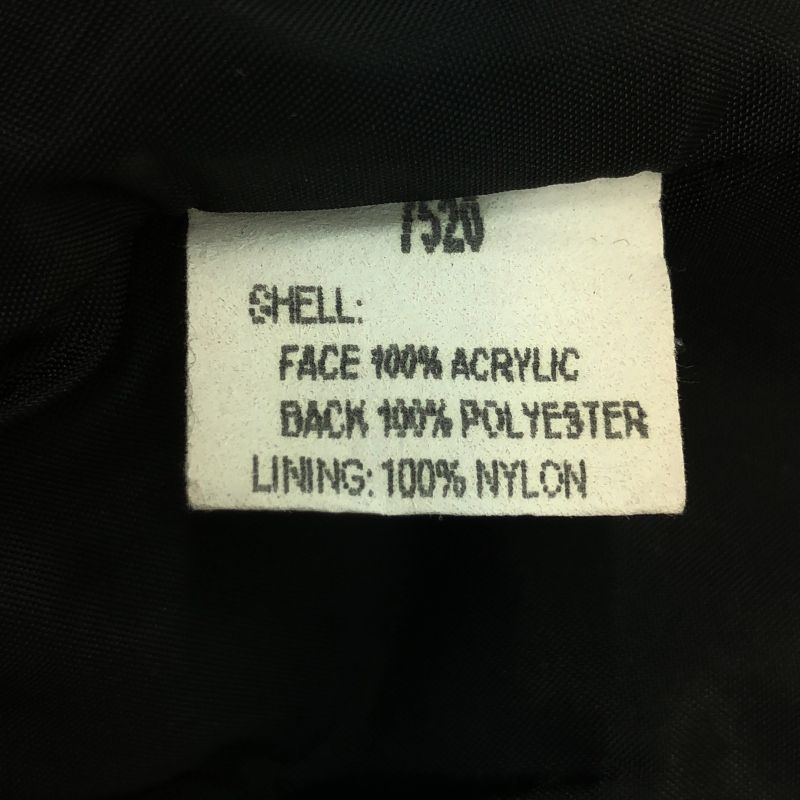 7520
SHELL:
FACE 100% ACRYLIC
BACK 100% POLYESTER
LINING: 100% NYLON